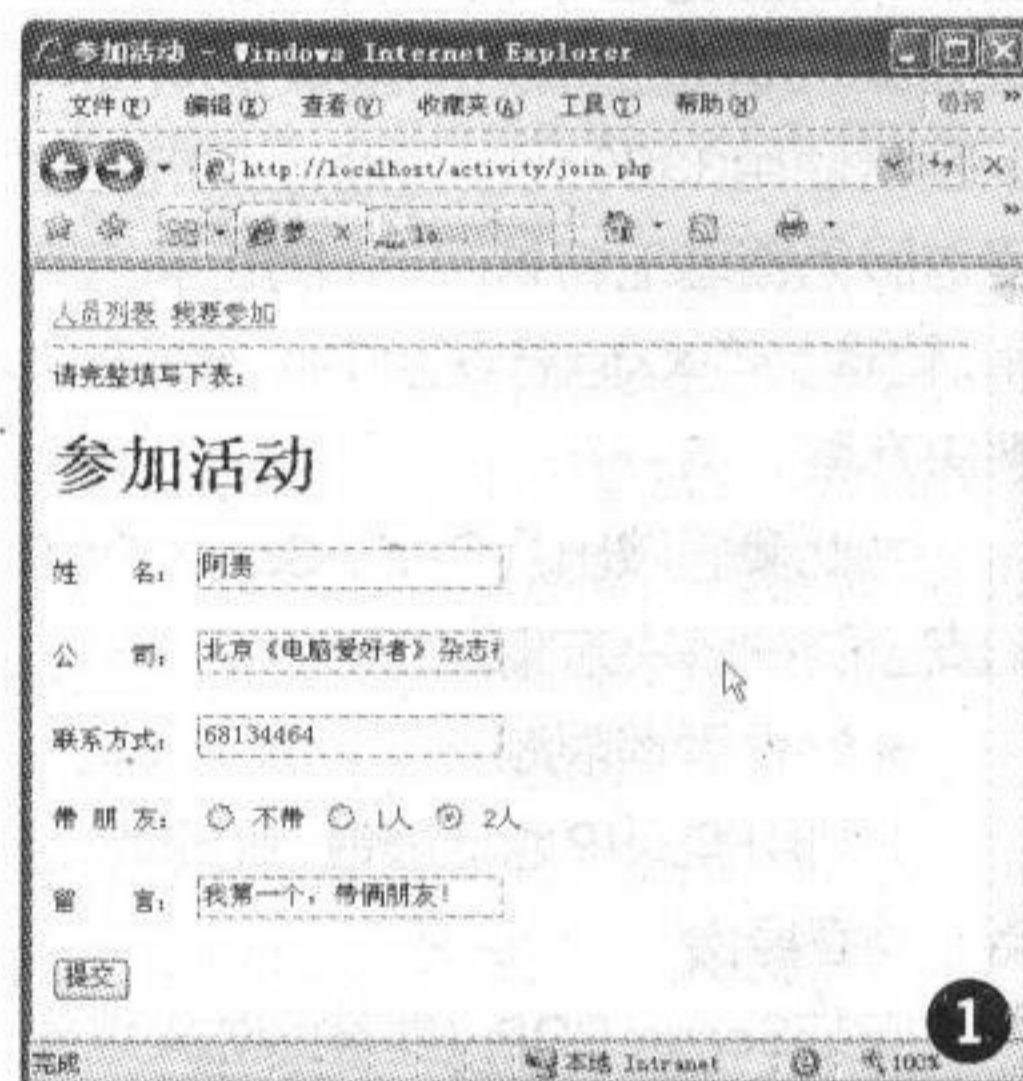 参加活动 - Windows Internet Explorer
文件(F) 编辑(E) 查看(V) 收藏夹(A) 工具(T) 帮助(H) »
http://localhost/activity/join.php
梦 × la »
人员列表 我要参加
请完整填写下表：
参加活动
姓 名： 阿贵
公 司： 北京《电脑爱好者》杂志社
联系方式： 68134464
带 朋 友： 不带 1人 2人
留 言： 我第一个，带俩朋友！
提交
1
完成 本地 Intranet 100%